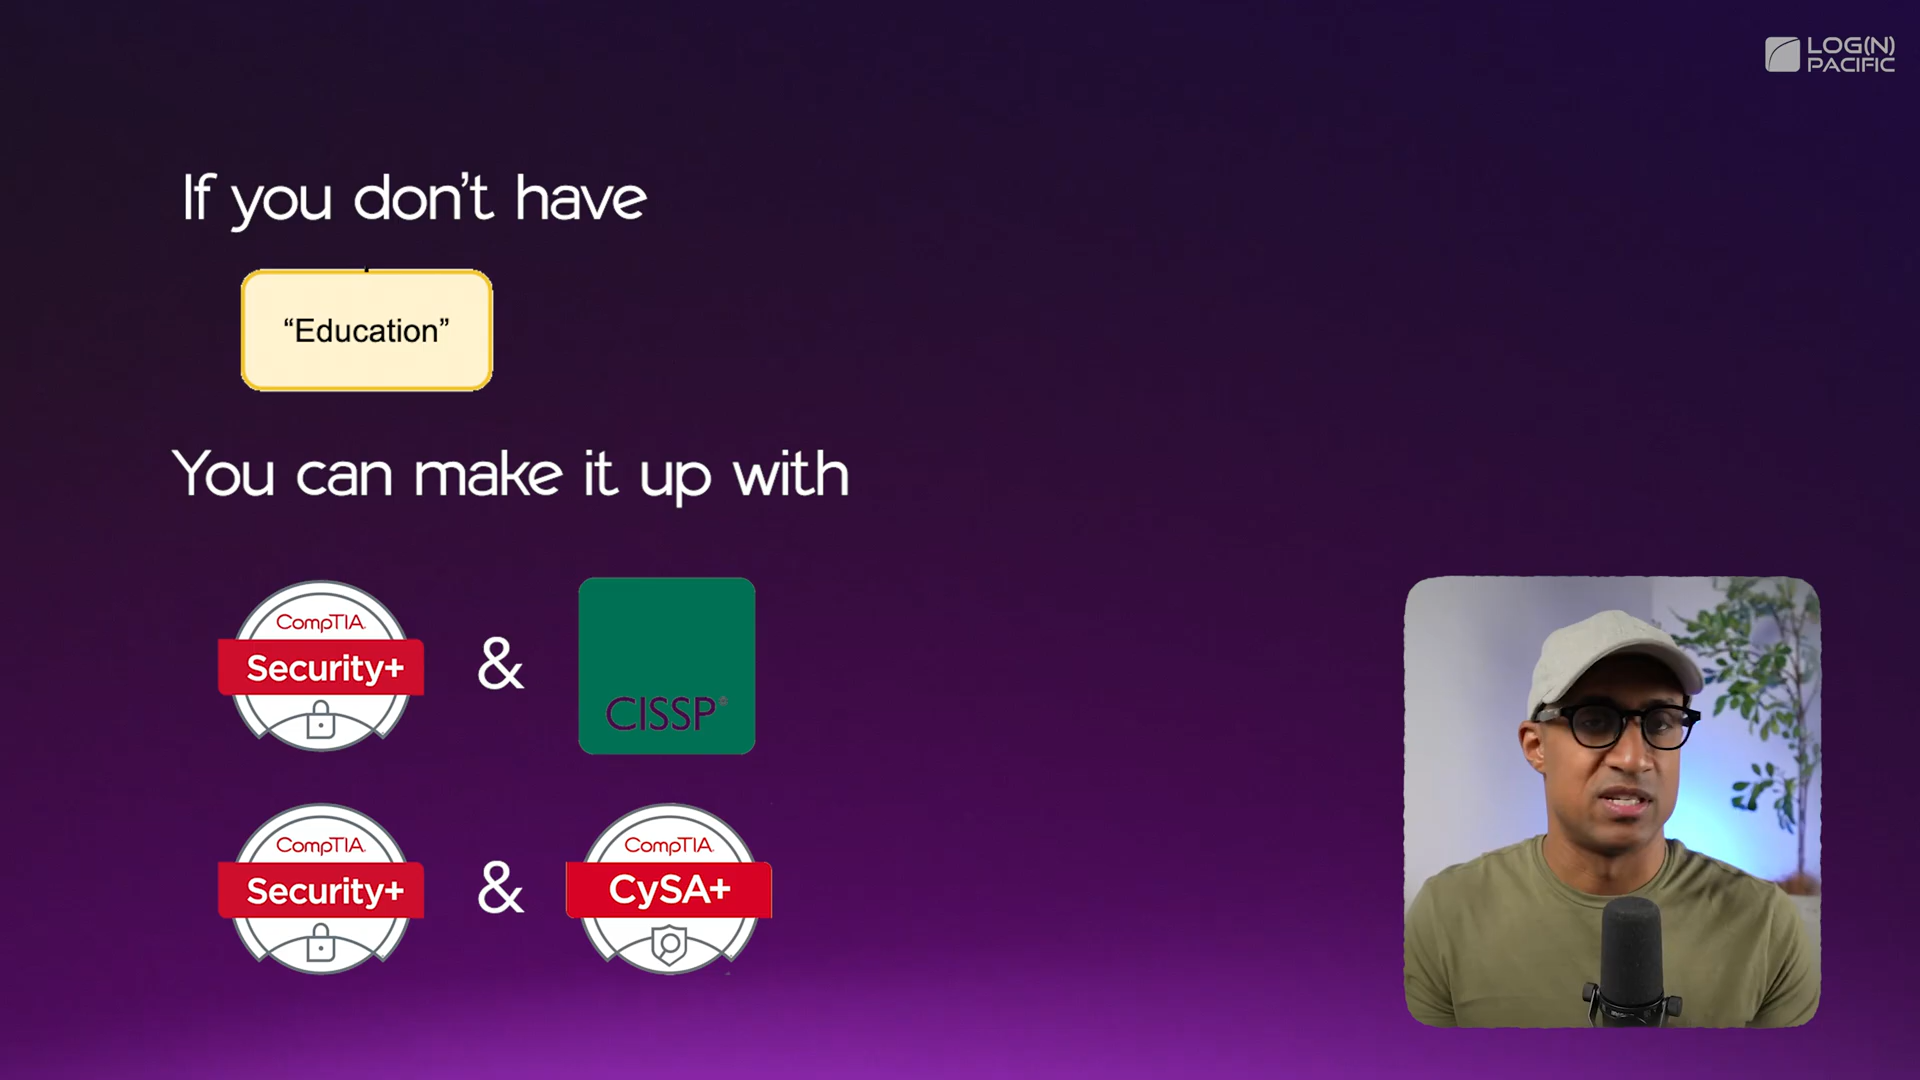 LOG(N)
PACIFIC
If you don't have
“Education”
You can make it up with
CompTIA.
Security+
&
CISSP®
CompTIA.
Security+
&
CompTIA.
CySA+